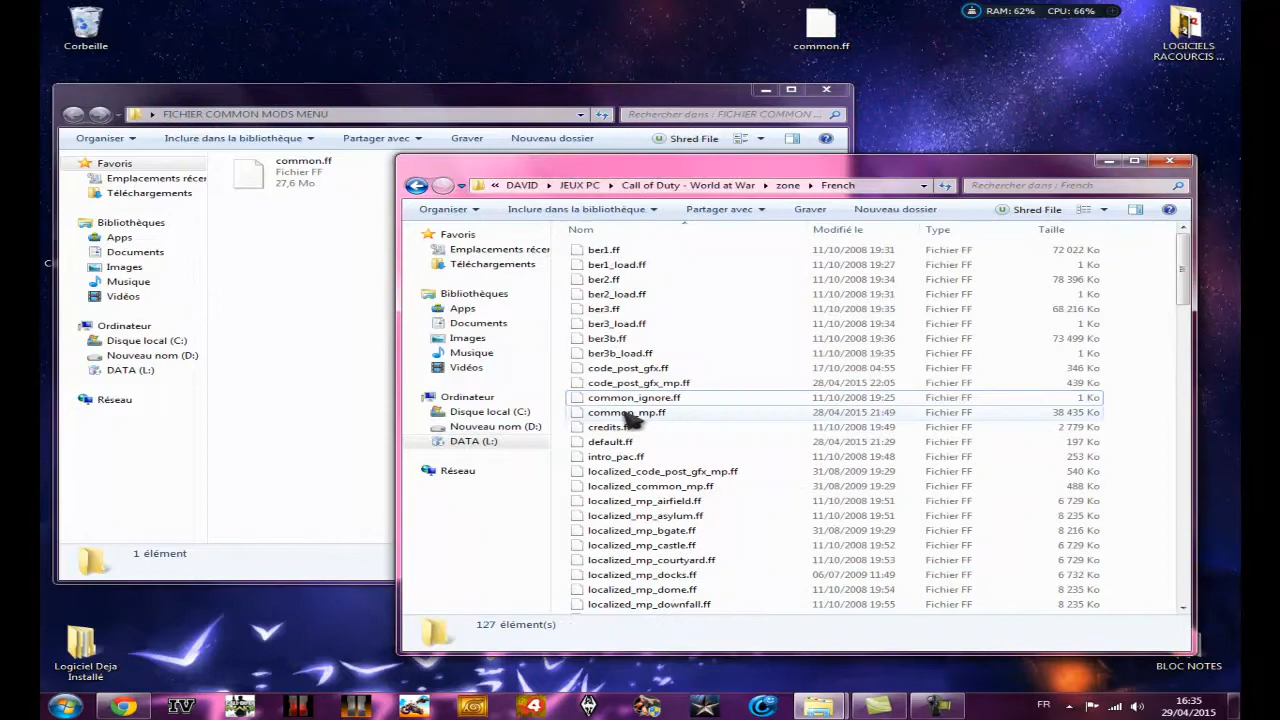 RAM: 62% CPU: 66%
Corbeille
common.ff
LOGICIELS
RACOURCIS ...
FICHIER COMMON MODS MENU
Rechercher dans : FICHIER COMMON ...
Organiser Inclure dans la bibliothèque Partager avec Graver Nouveau dossier Shred File
Favoris
Emplacements récer
Téléchargements
Bibliothèques
Apps
Documents
Images
Musique
Vidéos
Ordinateur
Disque local (C:)
Nouveau nom (D:)
DATA (L:)
Réseau
common.ff
Fichier FF
27,6 Mo
1 élément
« DAVID JEUX PC Call of Duty - World at War zone French
Rechercher dans : French
Organiser Inclure dans la bibliothèque Partager avec Graver Nouveau dossier Shred File
Favoris
Emplacements récer
Téléchargements
Bibliothèques
Apps
Documents
Images
Musique
Vidéos
Ordinateur
Disque local (C:)
Nouveau nom (D:)
DATA (L:)
Réseau
Nom Modifié le Type Taille
ber1.ff 11/10/2008 19:31 Fichier FF 72 022 Ko
ber1_load.ff 11/10/2008 19:27 Fichier FF 1 Ko
ber2.ff 11/10/2008 19:34 Fichier FF 78 396 Ko
ber2_load.ff 11/10/2008 19:31 Fichier FF 1 Ko
ber3.ff 11/10/2008 19:35 Fichier FF 68 216 Ko
ber3_load.ff 11/10/2008 19:34 Fichier FF 1 Ko
ber3b.ff 11/10/2008 19:36 Fichier FF 73 499 Ko
ber3b_load.ff 11/10/2008 19:35 Fichier FF 1 Ko
code_post_gfx.ff 17/10/2008 04:55 Fichier FF 346 Ko
code_post_gfx_mp.ff 28/04/2015 22:05 Fichier FF 439 Ko
common_ignore.ff 11/10/2008 19:25 Fichier FF 1 Ko
common_mp.ff 28/04/2015 21:49 Fichier FF 38 435 Ko
credits.ff 11/10/2008 19:49 Fichier FF 2 779 Ko
default.ff 28/04/2015 21:29 Fichier FF 197 Ko
intro_pac.ff 11/10/2008 19:48 Fichier FF 253 Ko
localized_code_post_gfx_mp.ff 31/08/2009 19:29 Fichier FF 540 Ko
localized_common_mp.ff 31/08/2009 19:29 Fichier FF 488 Ko
localized_mp_airfield.ff 11/10/2008 19:51 Fichier FF 6 729 Ko
localized_mp_asylum.ff 11/10/2008 19:51 Fichier FF 8 235 Ko
localized_mp_bgate.ff 31/08/2009 19:29 Fichier FF 8 216 Ko
localized_mp_castle.ff 11/10/2008 19:52 Fichier FF 6 729 Ko
localized_mp_courtyard.ff 11/10/2008 19:53 Fichier FF 6 729 Ko
localized_mp_docks.ff 06/07/2009 11:49 Fichier FF 6 732 Ko
localized_mp_dome.ff 11/10/2008 19:54 Fichier FF 6 729 Ko
localized_mp_downfall.ff 11/10/2008 19:55 Fichier FF 8 235 Ko
127 élément(s)
Logiciel Deja
Installé
BLOC NOTES
IV
4
FR
16:35
29/04/2015